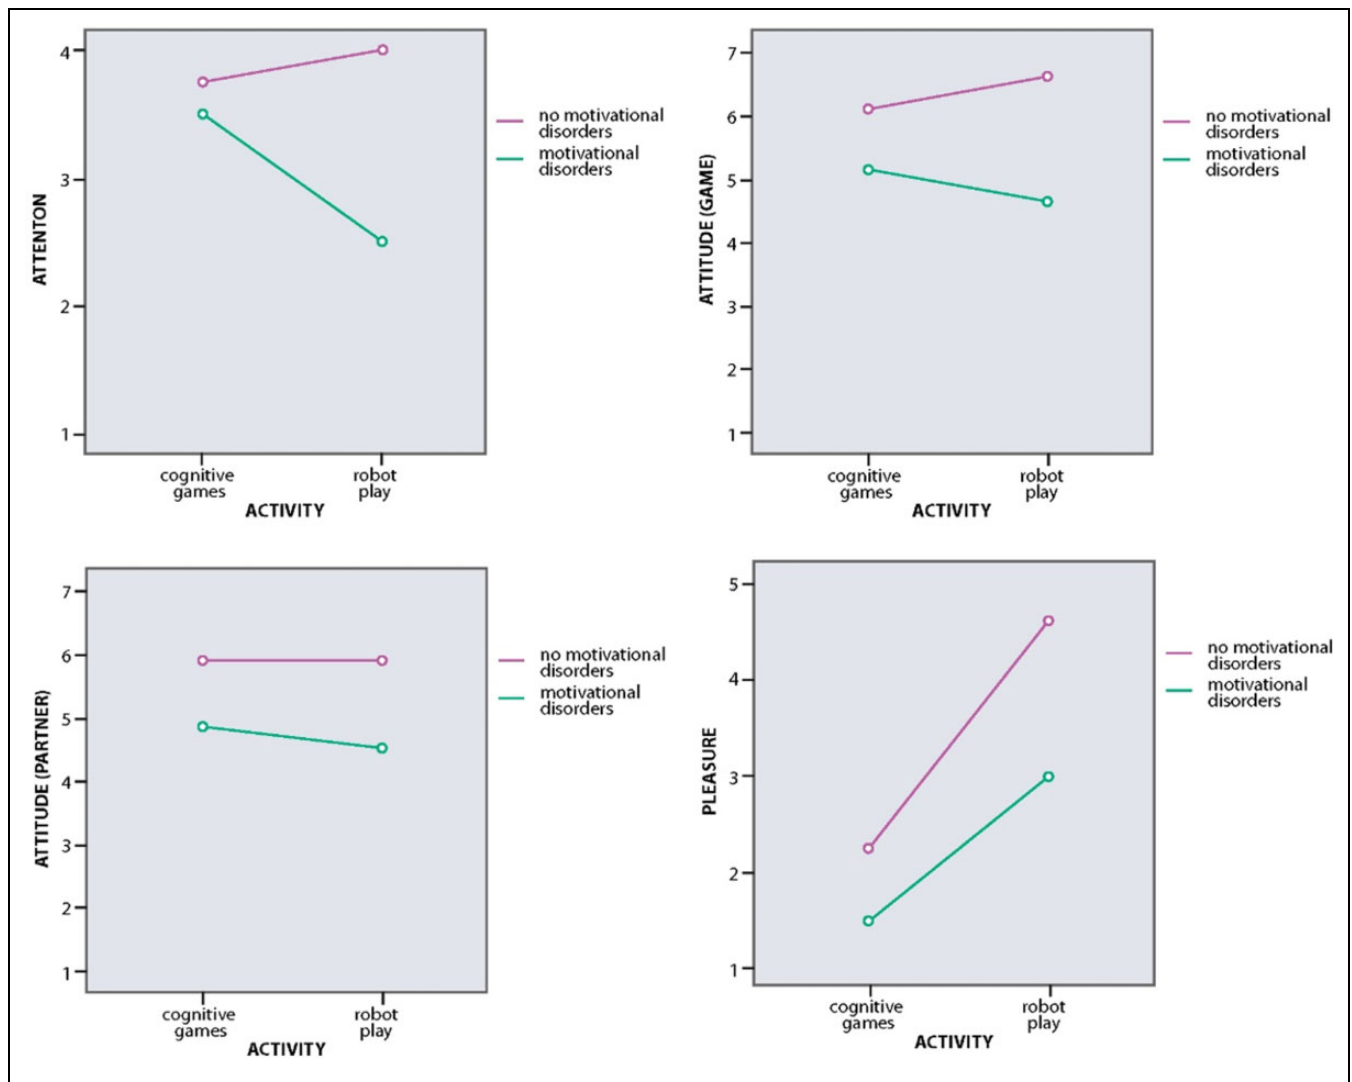 4
3
2
1
ATTENTON
cognitive
games
robot
play
ACTIVITY
no motivational
disorders
motivational
disorders
7
6
5
4
3
2
1
ATTITUDE (GAME)
cognitive
games
robot
play
ACTIVITY
no motivational
disorders
motivational
disorders
7
6
5
4
3
2
1
ATTITUDE (PARTNER)
cognitive
games
robot
play
ACTIVITY
no motivational
disorders
motivational
disorders
5
4
3
2
1
PLEASURE
cognitive
games
robot
play
ACTIVITY
no motivational
disorders
motivational
disorders